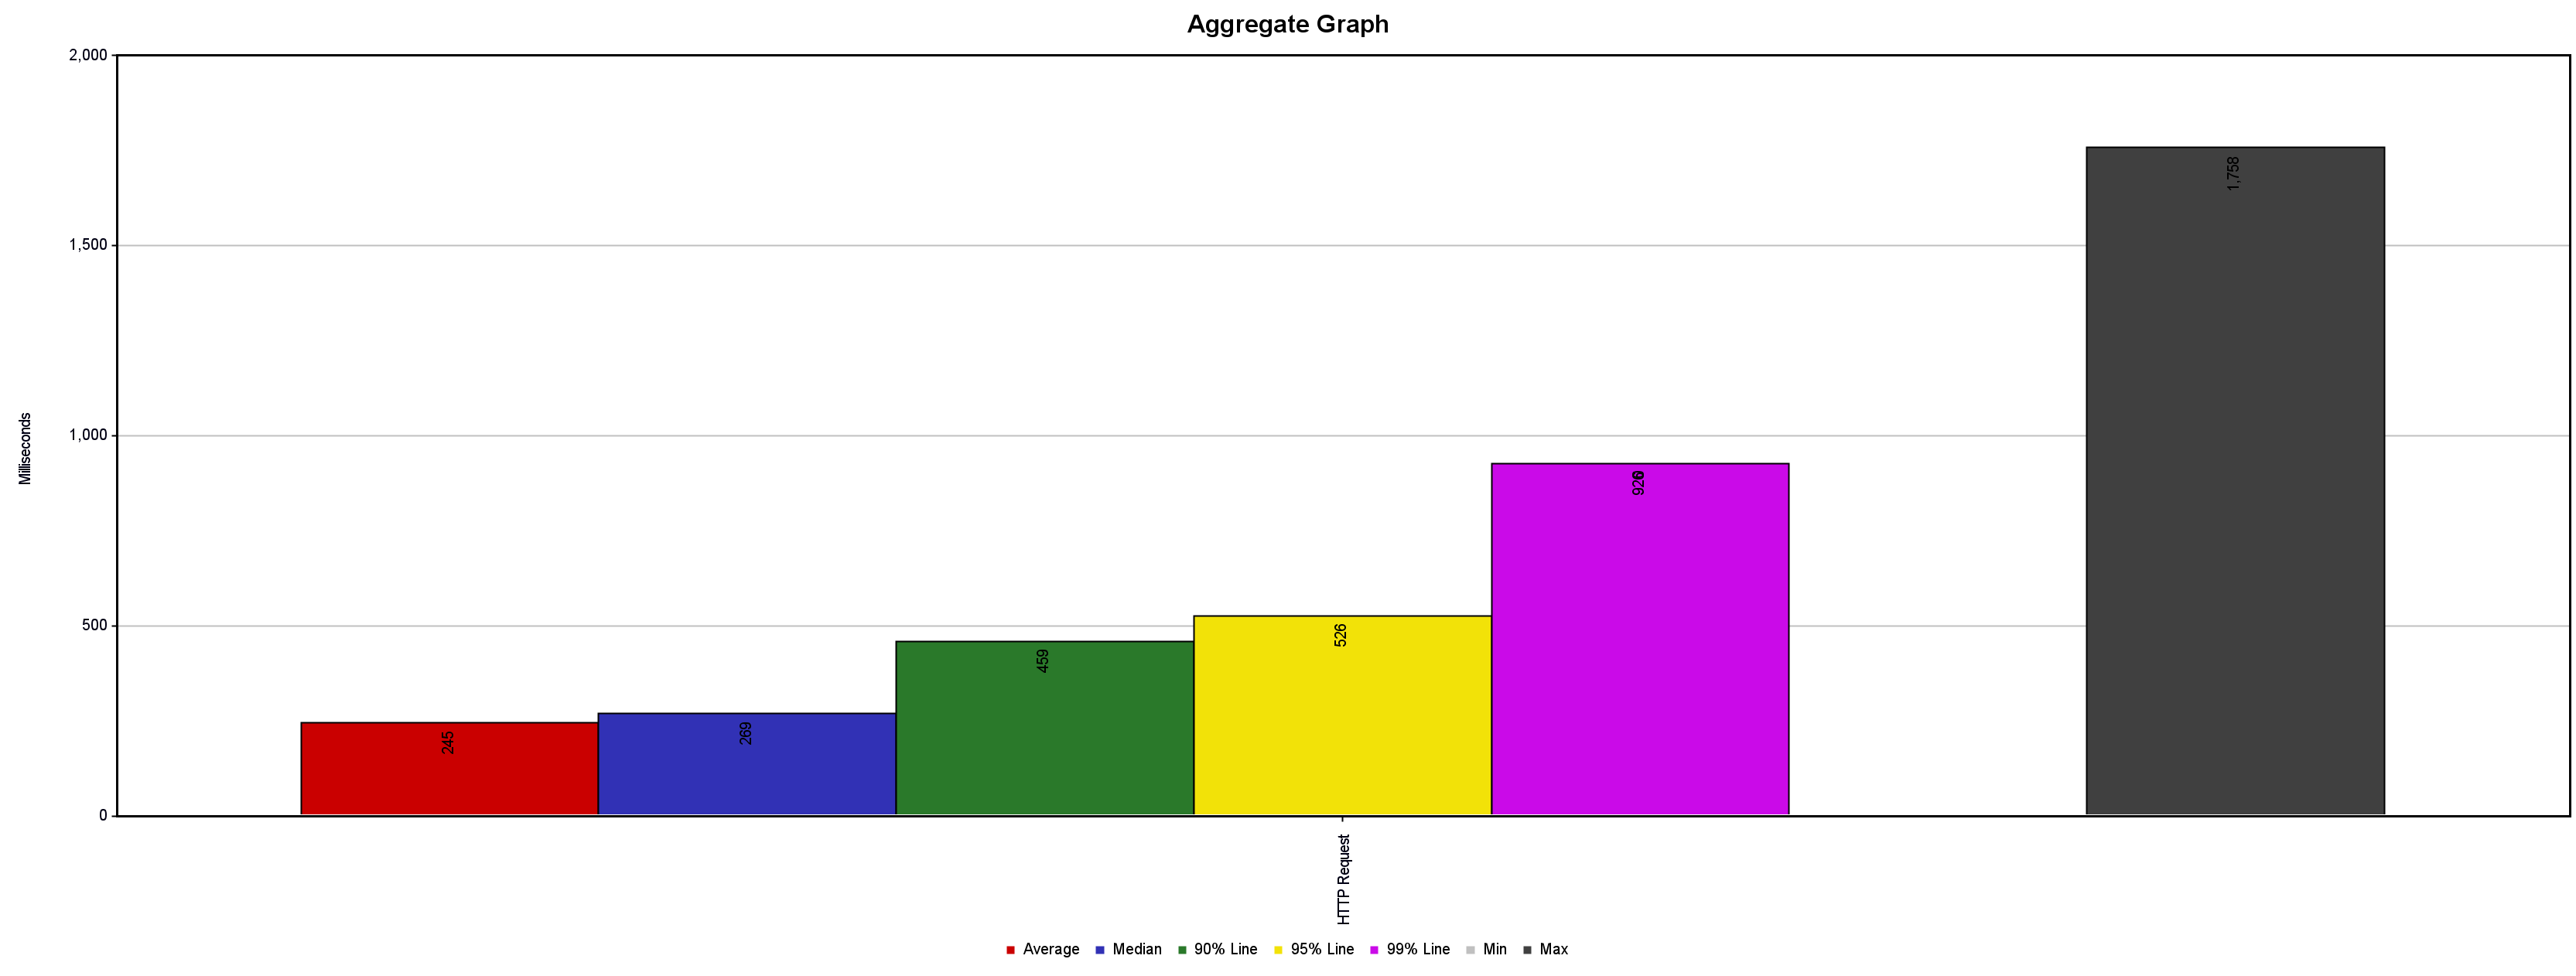 Aggregate Graph
2,000
1,500
1,000
500
0
Milliseconds
245
269
459
526
926
1,758
HTTP Request
Average Median 90% Line 95% Line 99% Line Min Max